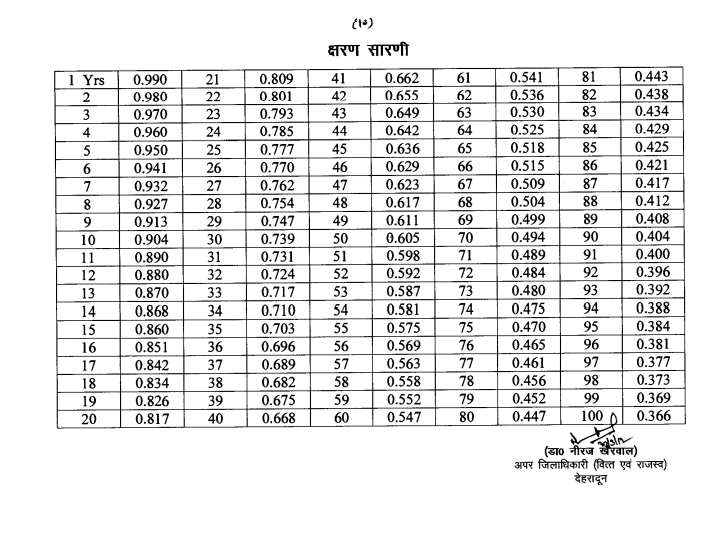 (१८)
क्षरण सारणी
1 Yrs 0.990 21 0.809 41 0.662 61 0.541 81 0.443
2 0.980 22 0.801 42 0.655 62 0.536 82 0.438
3 0.970 23 0.793 43 0.649 63 0.530 83 0.434
4 0.960 24 0.785 44 0.642 64 0.525 84 0.429
5 0.950 25 0.777 45 0.636 65 0.518 85 0.425
6 0.941 26 0.770 46 0.629 66 0.515 86 0.421
7 0.932 27 0.762 47 0.623 67 0.509 87 0.417
8 0.927 28 0.754 48 0.617 68 0.504 88 0.412
9 0.913 29 0.747 49 0.611 69 0.499 89 0.408
10 0.904 30 0.739 50 0.605 70 0.494 90 0.404
11 0.890 31 0.731 51 0.598 71 0.489 91 0.400
12 0.880 32 0.724 52 0.592 72 0.484 92 0.396
13 0.870 33 0.717 53 0.587 73 0.480 93 0.392
14 0.868 34 0.710 54 0.581 74 0.475 94 0.388
15 0.860 35 0.703 55 0.575 75 0.470 95 0.384
16 0.851 36 0.696 56 0.569 76 0.465 96 0.381
17 0.842 37 0.689 57 0.563 77 0.461 97 0.377
18 0.834 38 0.682 58 0.558 78 0.456 98 0.373
19 0.826 39 0.675 59 0.552 79 0.452 99 0.369
20 0.817 40 0.668 60 0.547 80 0.447 100 0.366
(डा0 नीरज खैरवाल)
अपर जिलाधिकारी (वित्त एवं राजस्व)
देहरादून